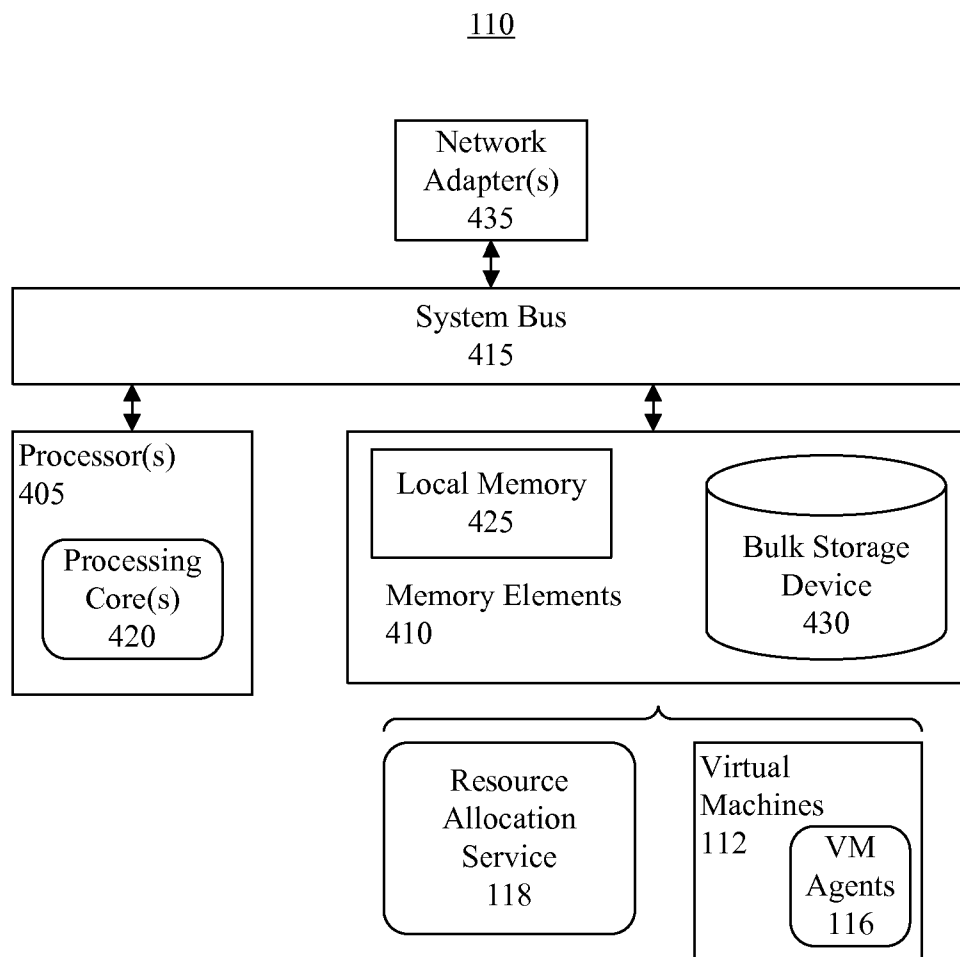 110
Network
Adapter(s)
435
System Bus
415
Processor(s)
405
Processing
Core(s)
420
Local Memory
425
Memory Elements
410
Bulk Storage
Device
430
Resource
Allocation
Service
118
Virtual
Machines
112
VM
Agents
116